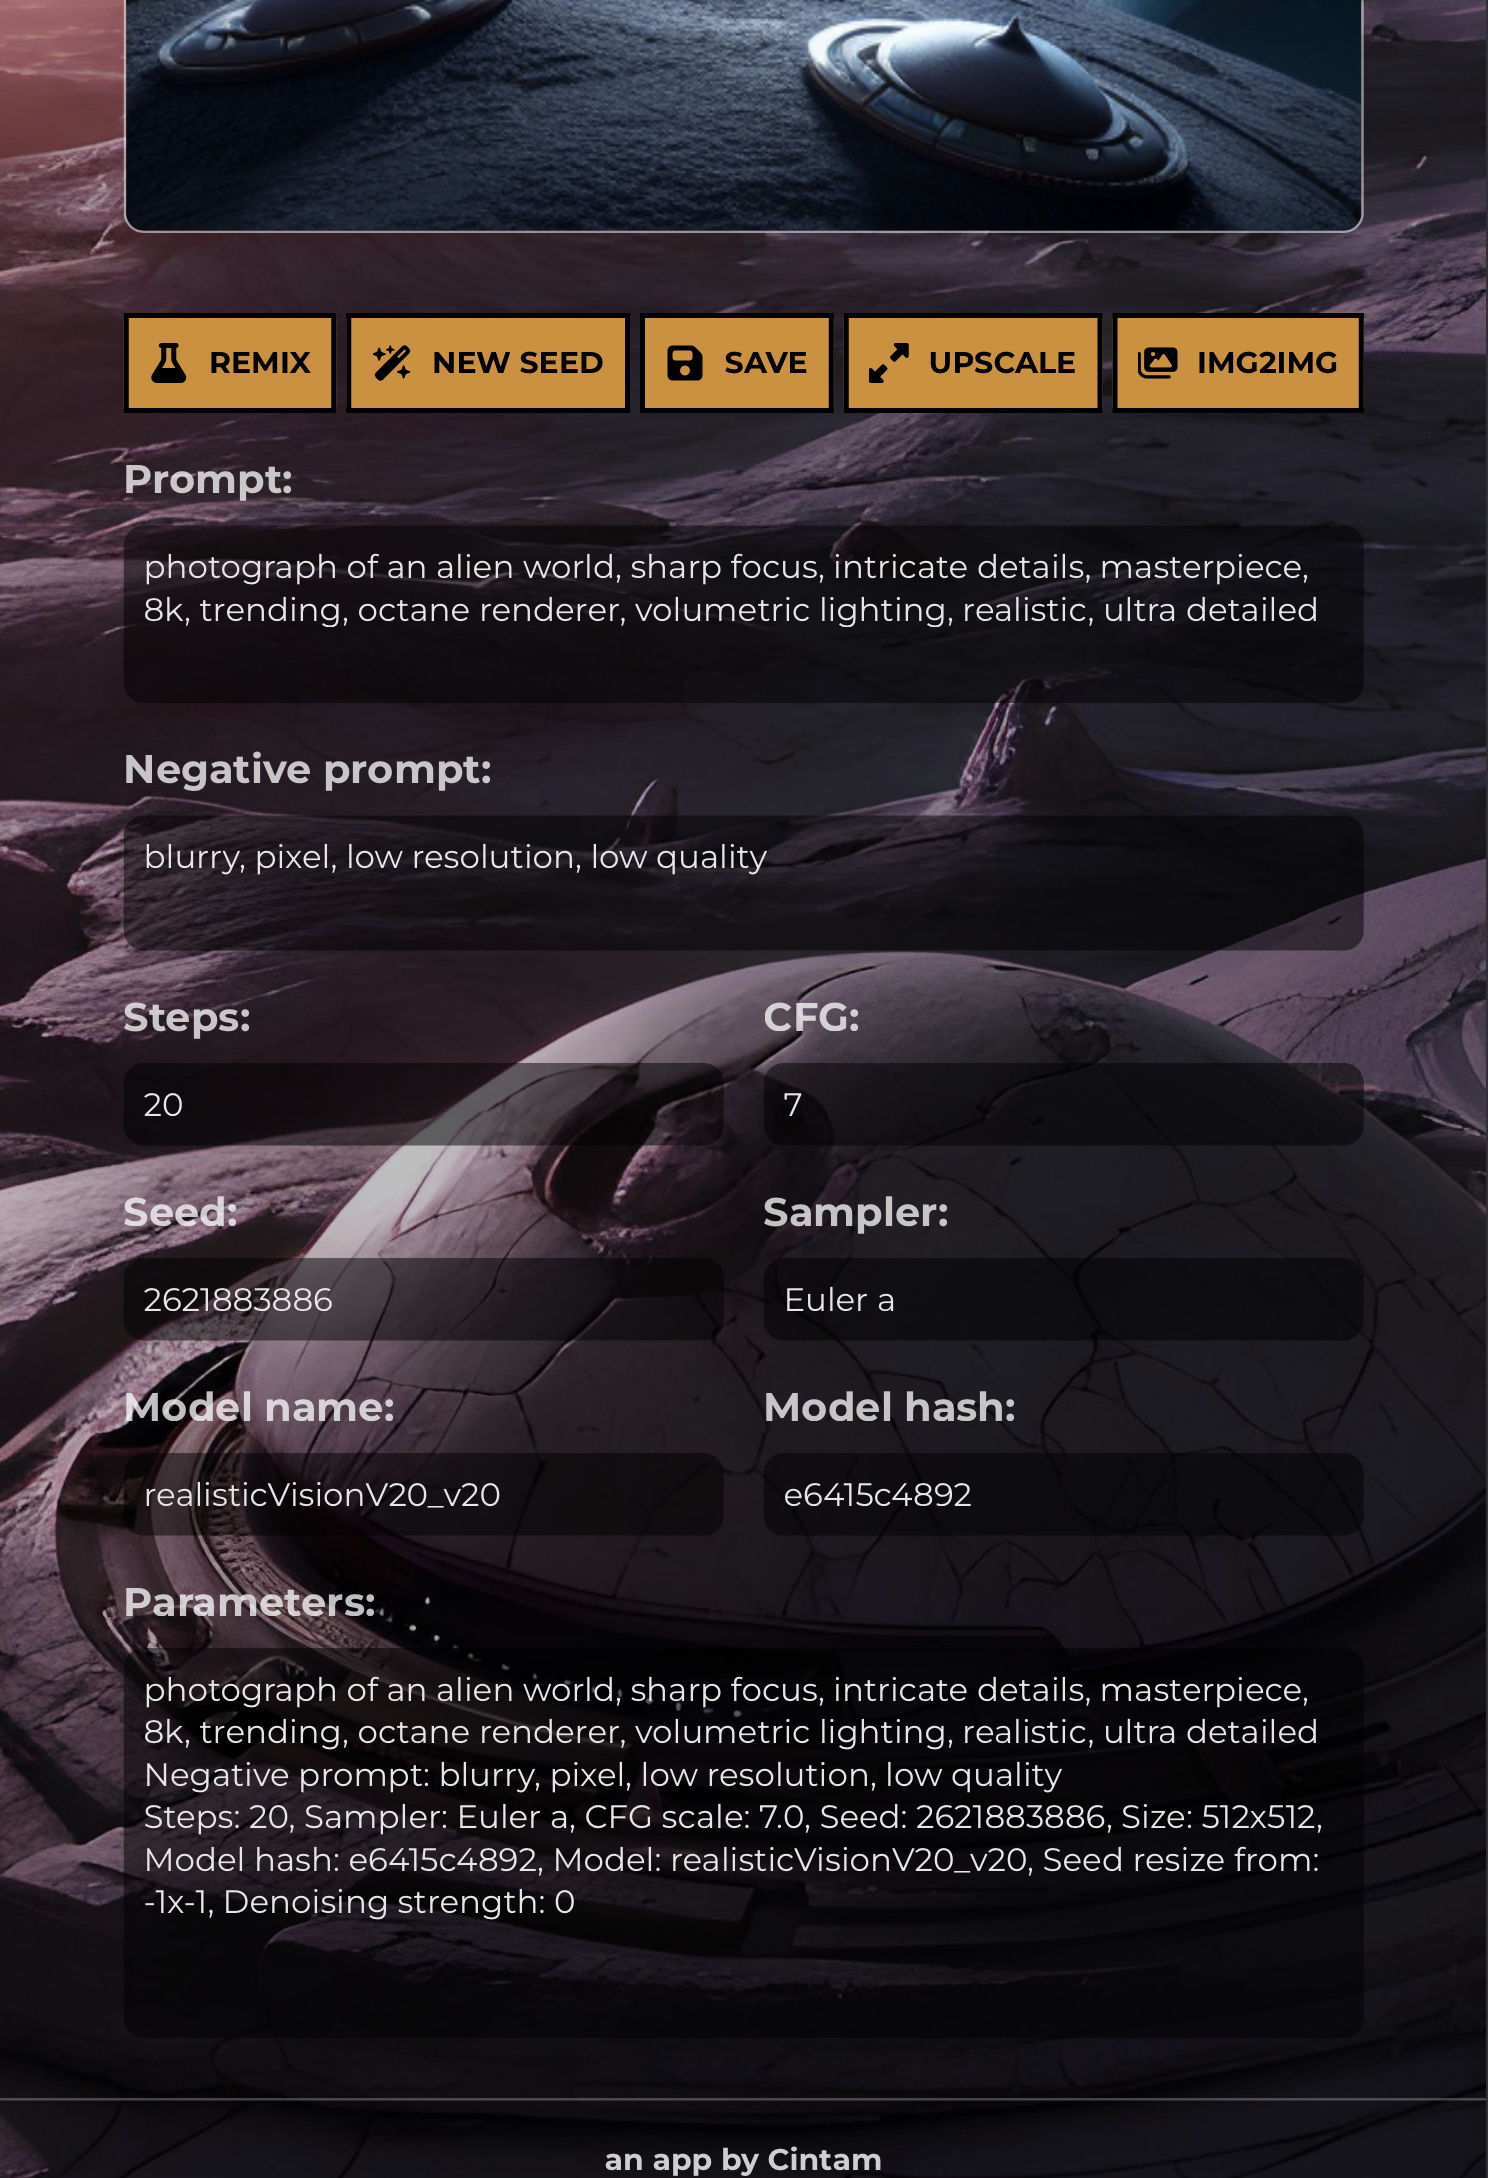 REMIX
NEW SEED
SAVE
UPSCALE
IMG2IMG
Prompt:
photograph of an alien world, sharp focus, intricate details, masterpiece,
8k, trending, octane renderer, volumetric lighting, realistic, ultra detailed
Negative prompt:
blurry, pixel, low resolution, low quality
Steps:
CFG:
20
7
Seed:
Sampler:
2621883886
Euler a
Model name:
Model hash:
realisticVisionV20_v20
e6415c4892
Parameters:
photograph of an alien world, sharp focus, intricate details, masterpiece,
8k, trending, octane renderer, volumetric lighting, realistic, ultra detailed
Negative prompt: blurry, pixel, low resolution, low quality
Steps: 20, Sampler: Euler a, CFG scale: 7.0, Seed: 2621883886, Size: 512x512,
Model hash: e6415c4892, Model: realisticVisionV20_v20, Seed resize from:
-1x-1, Denoising strength: 0
an app by Cintam